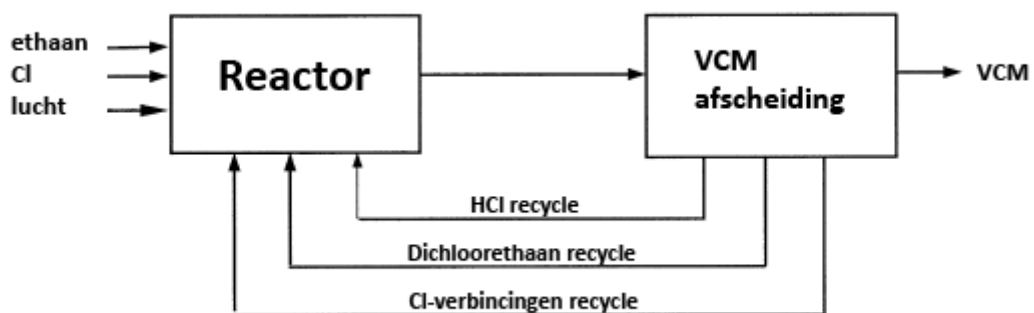 ethaan
Cl
lucht
Reactor
VCM
afscheiding
VCM
HCl recycle
Dichloorethaan recycle
Cl-verbincingen recycle